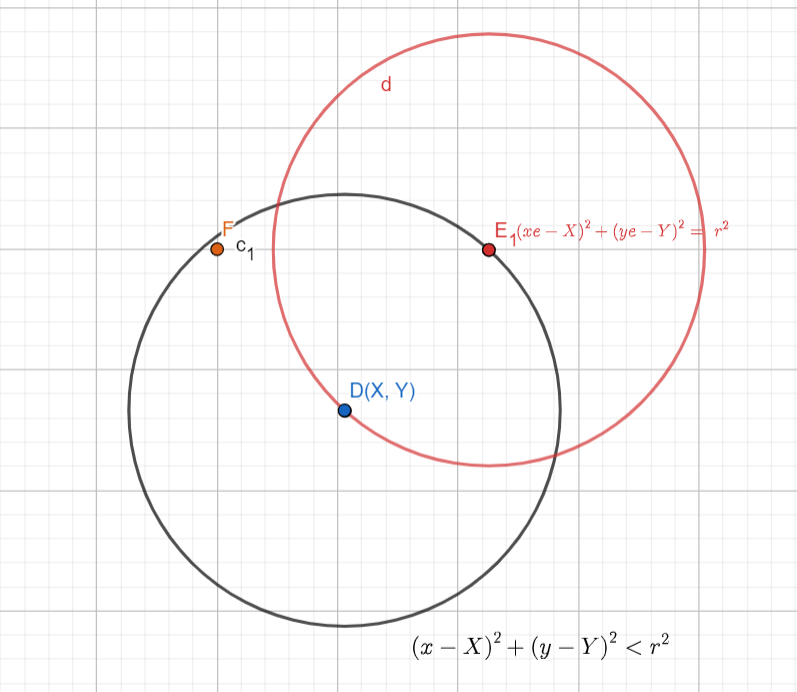 d
F
c₁
E₁(xe − X)² + (ye − Y)² = r²
D(X, Y)
(x − X)² + (y − Y)² < r²